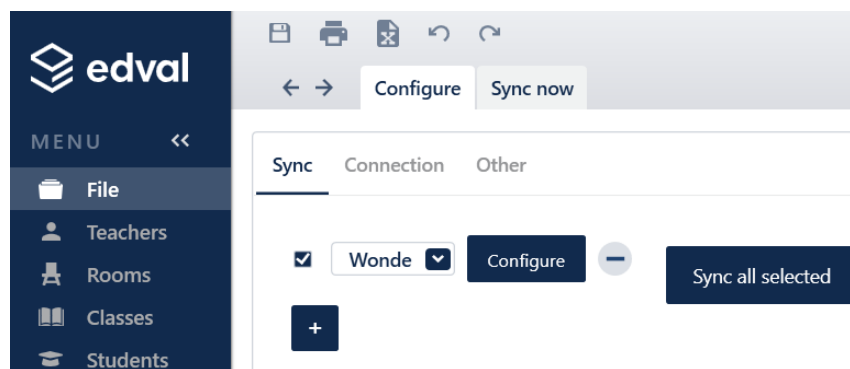 edval
Configure Sync now
MENU
Sync Connection Other
File
Teachers
Wonde Configure Sync all selected
Rooms
Classes
+
Students